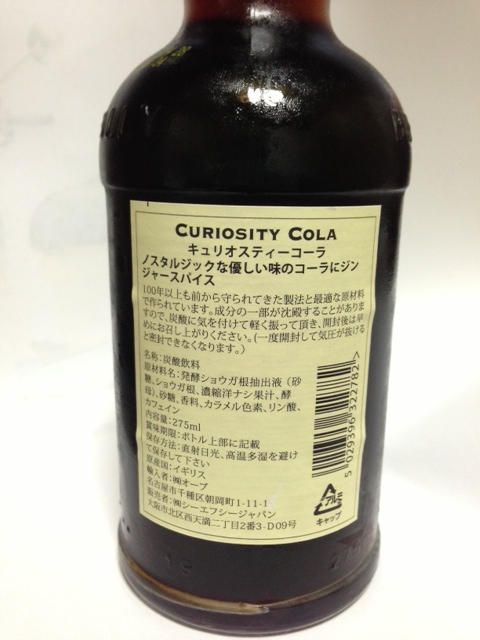 CURIOSITY COLA
キュリオスティーコーラ
ノスタルジックな優しい味のコーラにジン
ジャースパイス
100年以上も前から守られてきた製法と最適な原材料
で作られています。成分の一部が沈殿することがありま
すので、炭酸に気を付けて軽く振って頂き、開封後は早
めにお召し上がりください。(一度開封して気圧が抜ける
と密封できなくなります。)
名称:炭酸飲料
原材料名:発酵ショウガ根抽出液（砂
糖、ショウガ根、濃縮洋ナシ果汁、酵
母)、砂糖、香料、カラメル色素、リン酸、
カフェイン
内容量:275ml
賞味期限:ボトル上部に記載
保存方法:直射日光、高温多湿を避け
て保存して下さい
原産国:イギリス
輸入者:㈱オーブ
名古屋市千種区朝岡町1-11-1
販売者:㈱シーエフシージャパン
大阪市北区西天満二丁目2番3-D09号
5 029396 322782 >
アルミ
キャップ